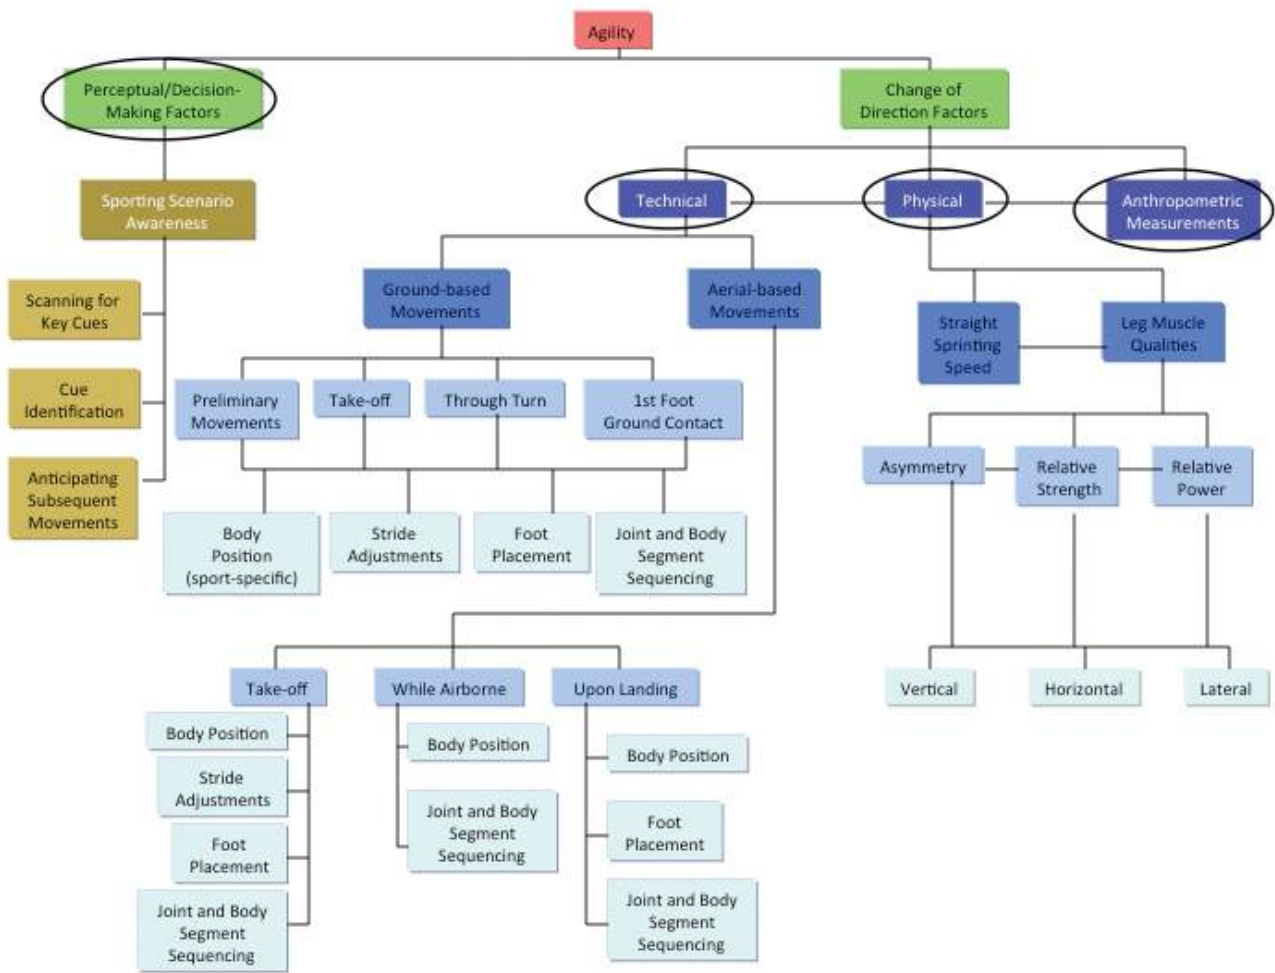 Agility
Perceptual/Decision-
Making Factors
Change of
Direction Factors
Sporting Scenario
Awareness
Technical
Physical
Anthropometric
Measurements
Scanning for
Key Cues
Cue
Identification
Anticipating
Subsequent
Movements
Ground-based
Movements
Aerial-based
Movements
Straight
Sprinting
Speed
Leg Muscle
Qualities
Preliminary
Movements
Take-off
Through Turn
1st Foot
Ground Contact
Asymmetry
Relative
Strength
Relative
Power
Body
Position
(sport-specific)
Stride
Adjustments
Foot
Placement
Joint and Body
Segment
Sequencing
Vertical
Horizontal
Lateral
Take-off
Body Position
Stride
Adjustments
Foot
Placement
Joint and Body
Segment
Sequencing
While Airborne
Body Position
Joint and Body
Segment
Sequencing
Upon Landing
Body Position
Foot
Placement
Joint and Body
Segment
Sequencing